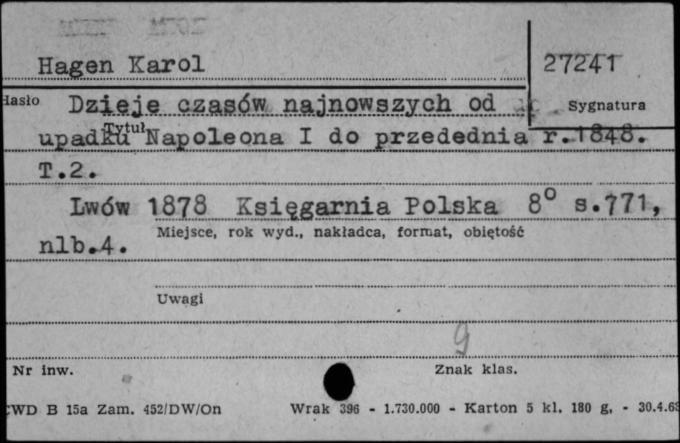 Hagen Karol 27241
Hasło Dzieje czasów najnowszych od Sygnatura
Tytuł
upadku Napoleona I do przedednia r.1848.
T.2.
Lwów 1878 Księgarnia Polska 8° s.771,
Miejsce, rok wyd., nakładca, format, objętość
nlb.4.
Uwagi
9
Nr inw. Znak klas.
CWD B 15a Zam. 452/DW/On Wrak 396 - 1.730.000 - Karton 5 kl. 180 g. - 30.4.68